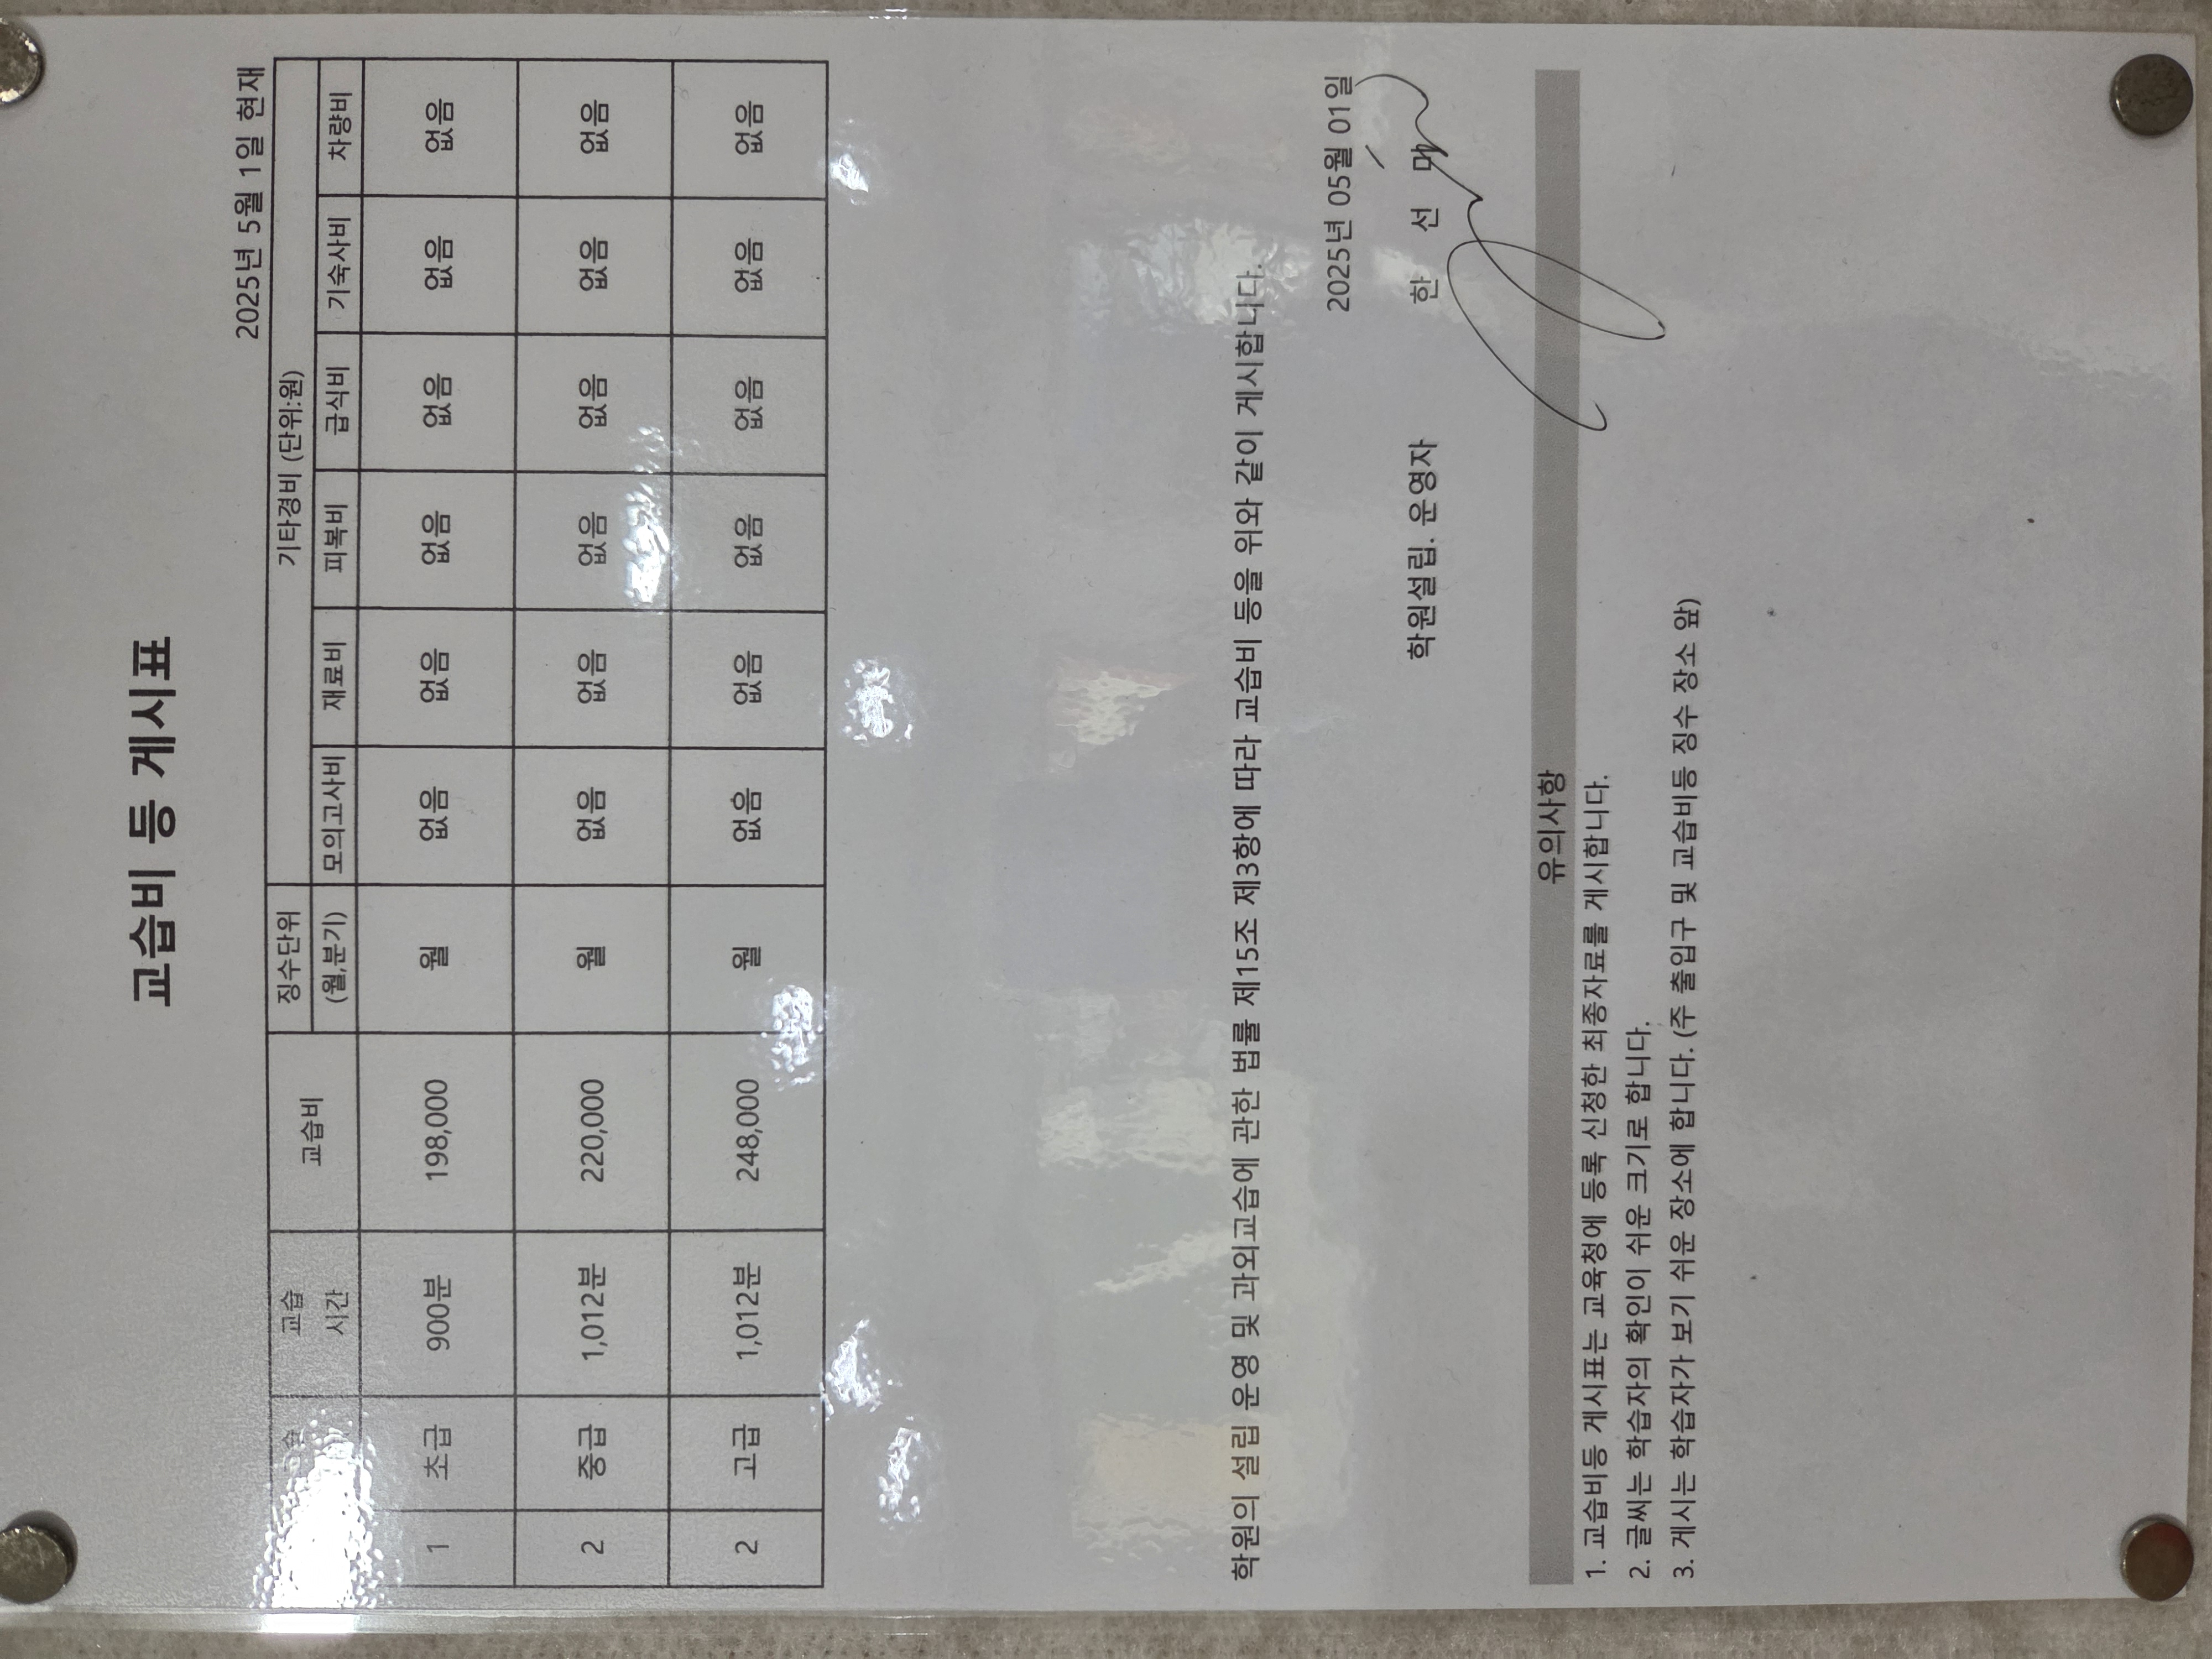 교습비 등 게시표
2025년 5월 1일 현재
교습 시간 교습비 징수단위 (월,분기) 기타경비 (단위:원)
모의고사비 재료비 피복비 급식비 기숙사비 차량비
1 초급 900분 198,000 월 없음 없음 없음 없음 없음 없음
2 중급 1,012분 220,000 월 없음 없음 없음 없음 없음 없음
2 고급 1,012분 248,000 월 없음 없음 없음 없음 없음 없음
학원의 설립 운영 및 과외교습에 관한 법률 제15조 제3항에 따라 교습비 등을 위와 같이 게시합니다.
2025년 05월 01일
학원설립. 운영자 한 선
유의사항
1. 교습비등 게시표는 교육청에 등록 신청한 최종자료를 게시합니다.
2. 글씨는 학습자의 확인이 쉬운 크기로 합니다.
3. 게시는 학습자가 보기 쉬운 장소에 합니다. (주 출입구 및 교습비등 징수 장소 앞)